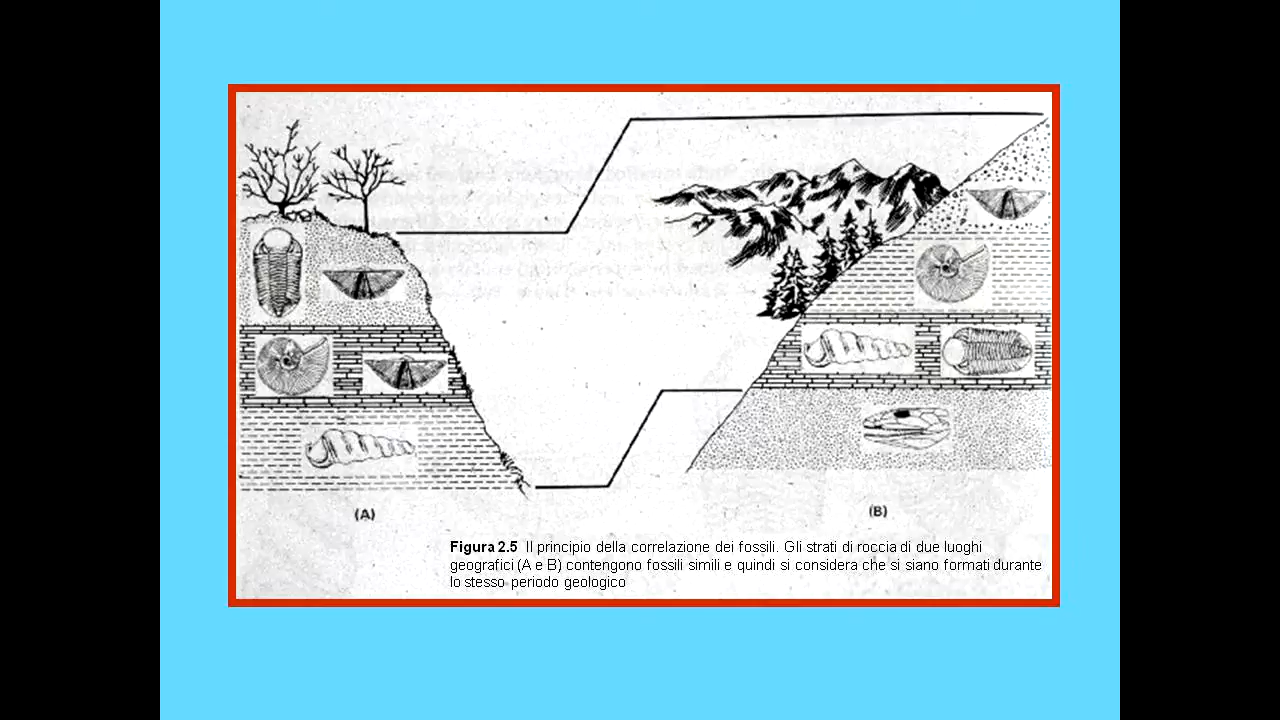 (A)
(B)
Figura 2.5 Il principio della correlazione dei fossili. Gli strati di roccia di due luoghi
geografici (A e B) contengono fossili simili e quindi si considera che si siano formati durante
lo stesso periodo geologico